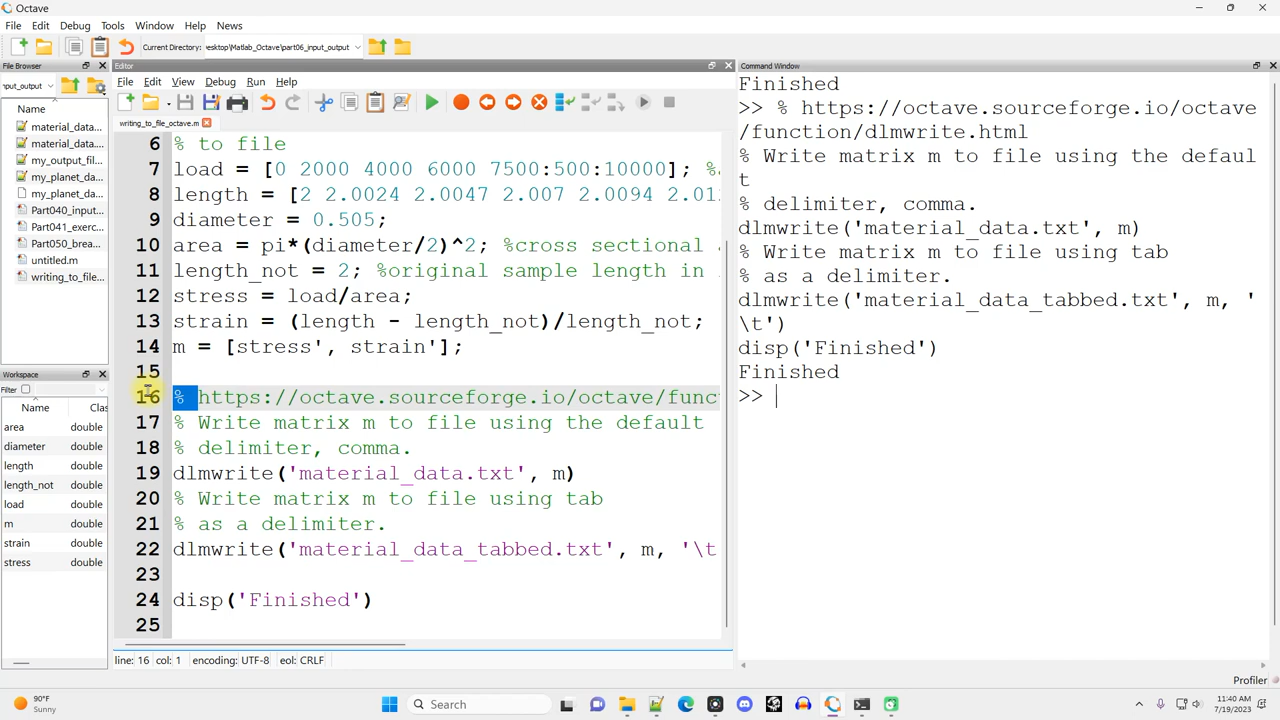 Octave
File Edit Debug Tools Window Help News
Current Directory: esktop\Matlab_Octave\part06_input_output
File Browser
Editor
Command Window
iput_output
File Edit View Debug Run Help
Name
writing_to_file_octave.m
material_data...
material_data...
my_output_fil...
my_planet_da...
my_planet_da...
Part040_input...
Part041_exerc...
Part050_brea...
untitled.m
writing_to_file...
Workspace
Filter
Name Clas
area double
diameter double
length double
length_not double
load double
m double
strain double
stress double
6 % to file
7 load = [0 2000 4000 6000 7500:500:10000]; %
8 length = [2 2.0024 2.0047 2.007 2.0094 2.01
9 diameter = 0.505;
10 area = pi*(diameter/2)^2; %cross sectional
11 length_not = 2; %original sample length in
12 stress = load/area;
13 strain = (length - length_not)/length_not;
14 m = [stress', strain'];
15
16 % https://octave.sourceforge.io/octave/func
17 % Write matrix m to file using the default
18 % delimiter, comma.
19 dlmwrite('material_data.txt', m)
20 % Write matrix m to file using tab
21 % as a delimiter.
22 dlmwrite('material_data_tabbed.txt', m, '\t
23
24 disp('Finished')
25
line: 16 col: 1 encoding: UTF-8 eol: CRLF
Finished
>> % https://octave.sourceforge.io/octave
/function/dlmwrite.html
% Write matrix m to file using the defaul
t
% delimiter, comma.
dlmwrite('material_data.txt', m)
% Write matrix m to file using tab
% as a delimiter.
dlmwrite('material_data_tabbed.txt', m, '
\t')
disp('Finished')
Finished
>>
Profiler
90°F
Sunny
Search
11:40 AM
7/19/2023